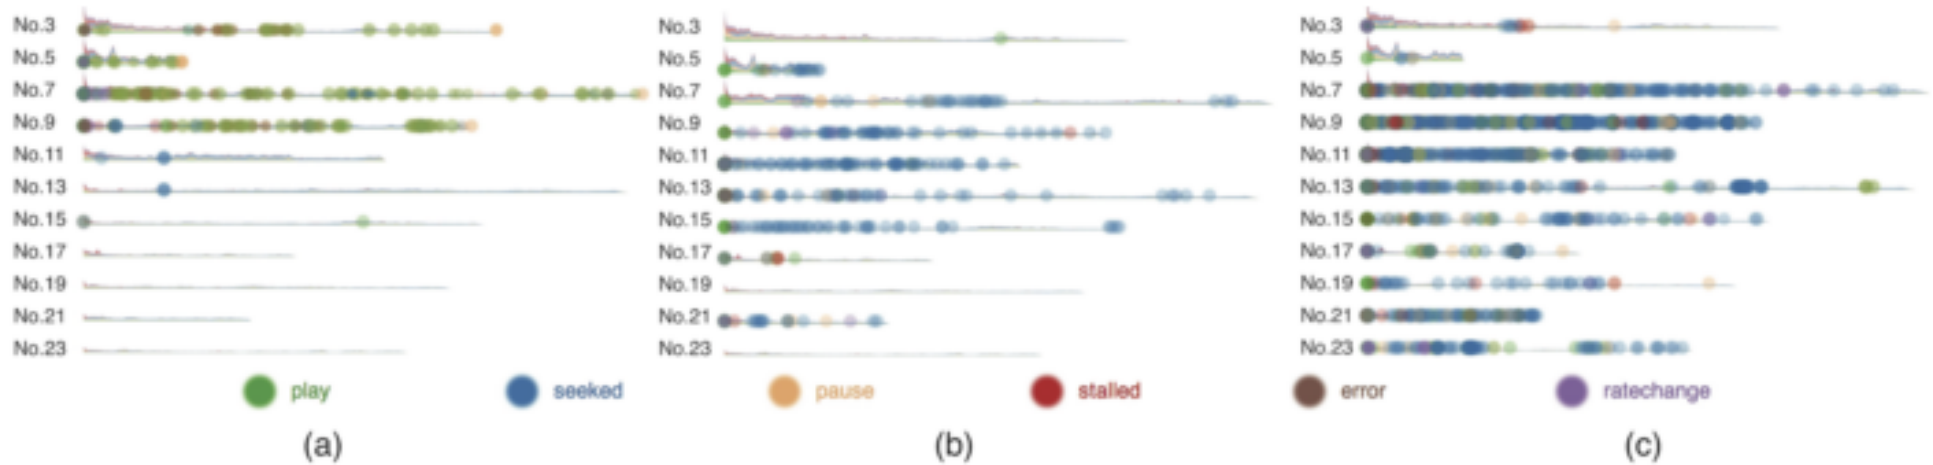 No.3
No.5
No.7
No.9
No.11
No.13
No.15
No.17
No.19
No.21
No.23
No.3
No.5
No.7
No.9
No.11
No.13
No.15
No.17
No.19
No.21
No.23
No.3
No.5
No.7
No.9
No.11
No.13
No.15
No.17
No.19
No.21
No.23
play seeked pause stalled error ratechange
(a) (b) (c)